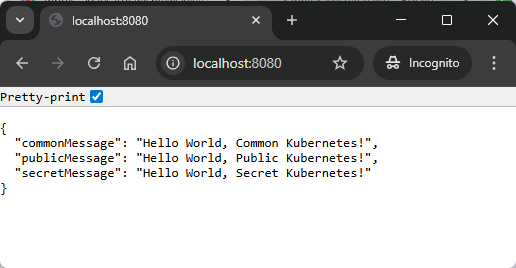 localhost:8080
localhost:8080
Incognito
Pretty-print
{
  "commonMessage": "Hello World, Common Kubernetes!",
  "publicMessage": "Hello World, Public Kubernetes!",
  "secretMessage": "Hello World, Secret Kubernetes!"
}